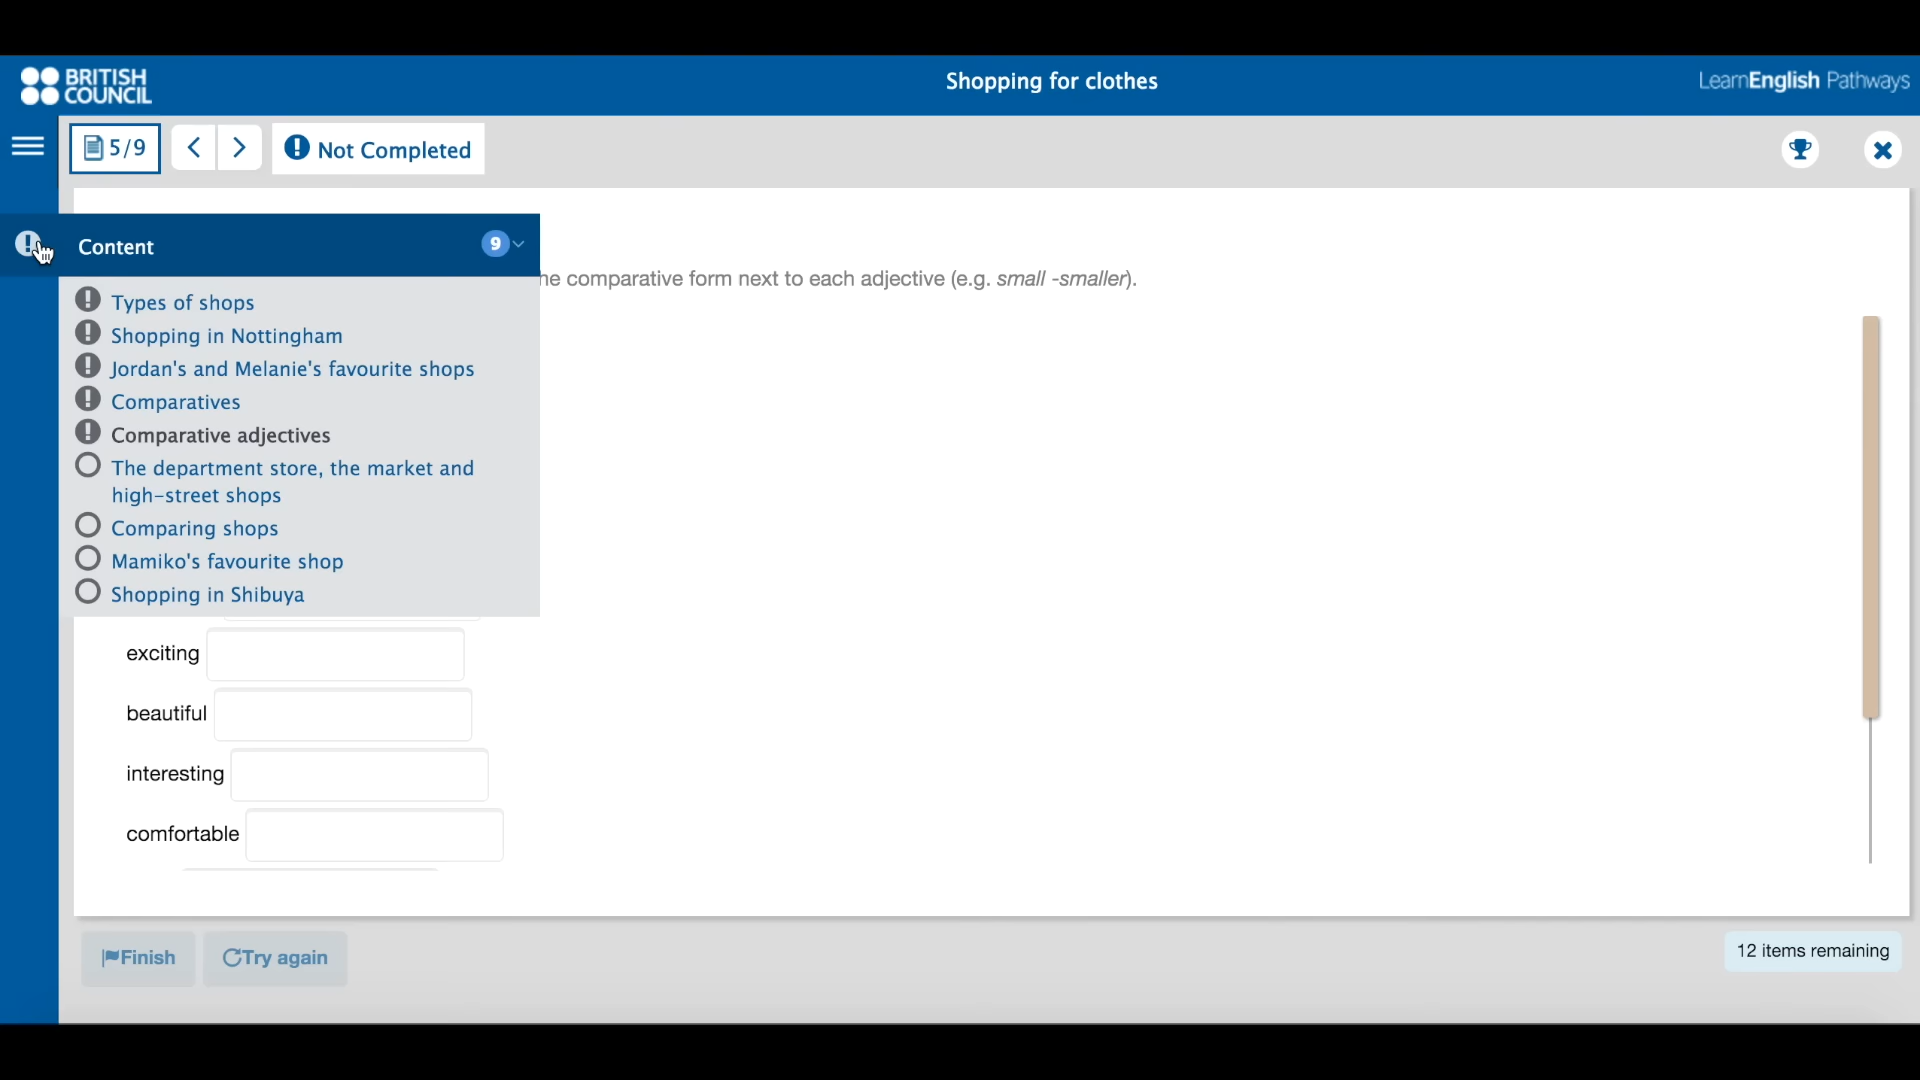 BRITISH
COUNCIL
Shopping for clothes
LearnEnglish Pathways
5/9
Not Completed
Content
9
he comparative form next to each adjective (e.g. small -smaller).
Types of shops
Shopping in Nottingham
Jordan's and Melanie's favourite shops
Comparatives
Comparative adjectives
The department store, the market and
high-street shops
Comparing shops
Mamiko's favourite shop
Shopping in Shibuya
exciting
beautiful
interesting
comfortable
Finish
Try again
12 items remaining